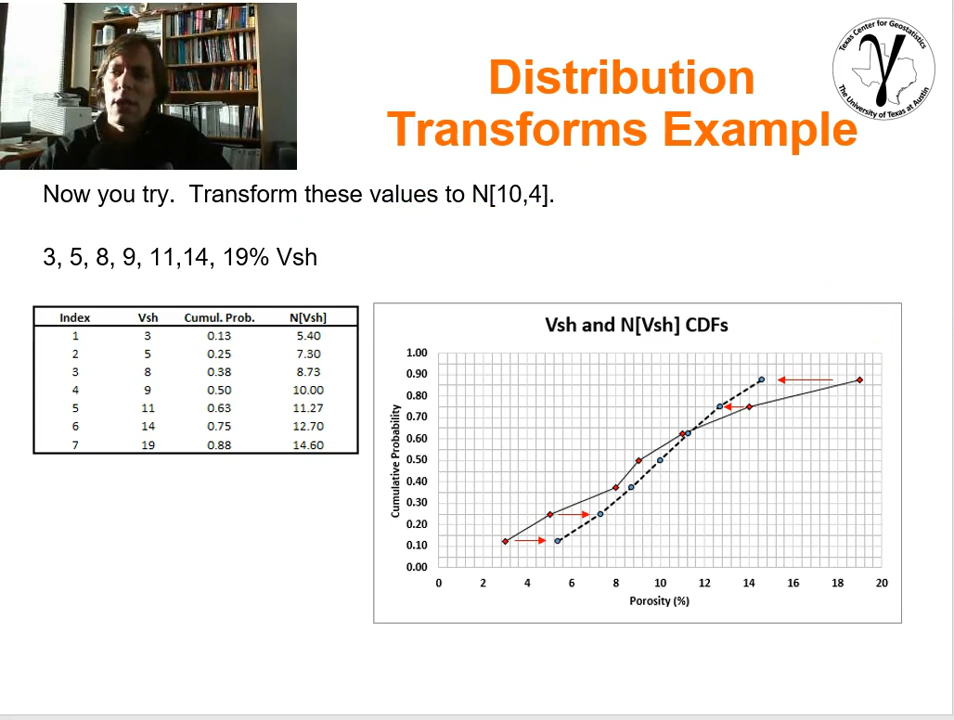 Distribution
Transforms Example
Texas Center for Geostatistics
γ
The University of Texas at Austin
Now you try. Transform these values to N[10,4].
3, 5, 8, 9, 11,14, 19% Vsh
Index Vsh Cumul. Prob. N[Vsh]
1 3 0.13 5.40
2 5 0.25 7.30
3 8 0.38 8.73
4 9 0.50 10.00
5 11 0.63 11.27
6 14 0.75 12.70
7 19 0.88 14.60
Vsh and N[Vsh] CDFs
1.00
0.90
0.80
0.70
0.60
0.50
0.40
0.30
0.20
0.10
0.00
Cumulative Probability
0 2 4 6 8 10 12 14 16 18 20
Porosity (%)